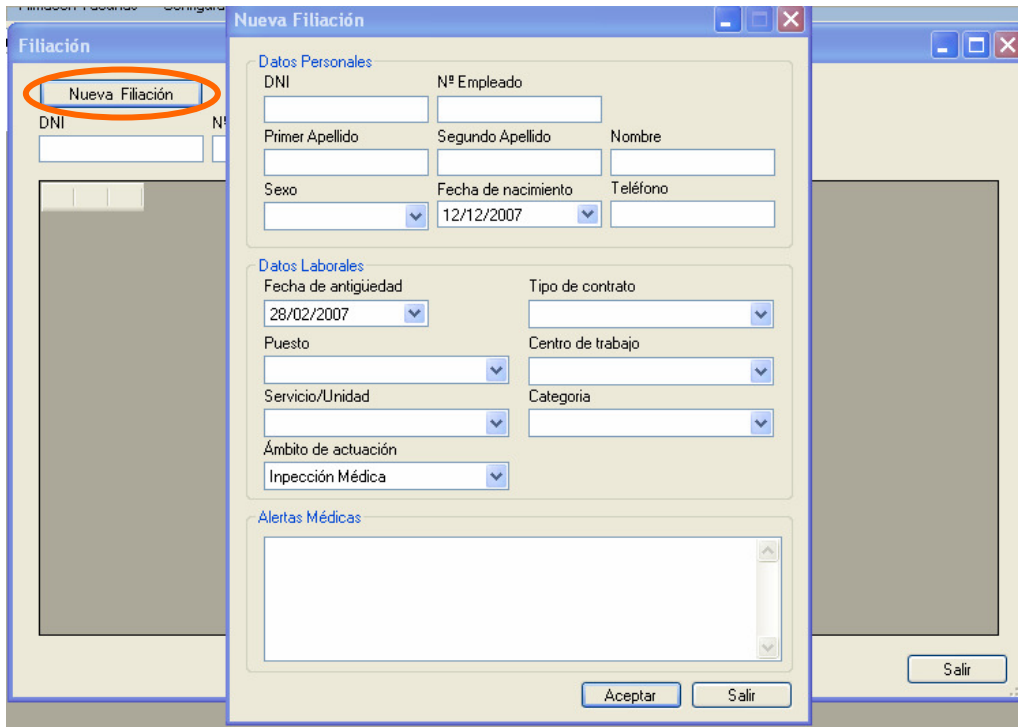 Nueva Filiación
Filiación
Nueva Filiación
DNI
Datos Personales
DNI Nº Empleado
Primer Apellido Segundo Apellido Nombre
Sexo Fecha de nacimiento Teléfono
12/12/2007
Datos Laborales
Fecha de antigüedad Tipo de contrato
28/02/2007
Puesto Centro de trabajo
Servicio/Unidad Categoria
Ámbito de actuación
Inpección Médica
Alertas Médicas
Aceptar Salir
Salir